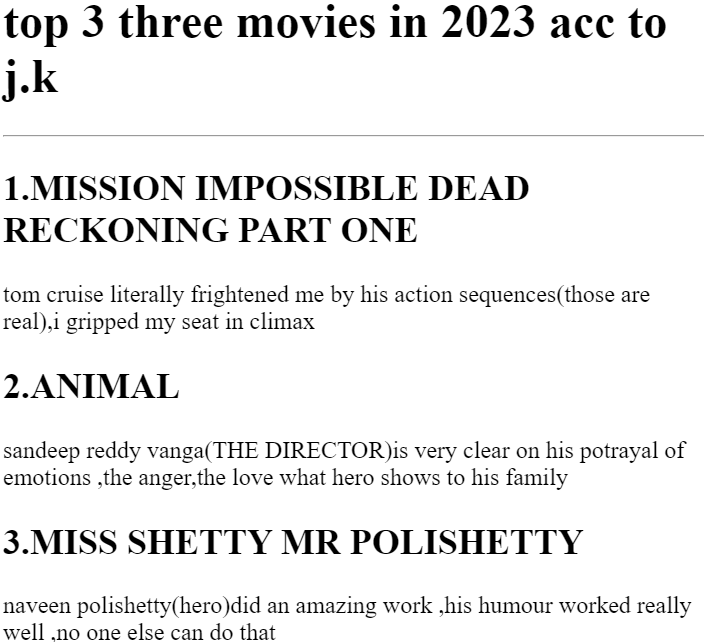 top 3 three movies in 2023 acc to
j.k
1.MISSION IMPOSSIBLE DEAD
RECKONING PART ONE
tom cruise literally frightened me by his action sequences(those are
real),i gripped my seat in climax
2.ANIMAL
sandeep reddy vanga(THE DIRECTOR)is very clear on his potrayal of
emotions ,the anger,the love what hero shows to his family
3.MISS SHETTY MR POLISHETTY
naveen polishetty(hero)did an amazing work ,his humour worked really
well ,no one else can do that